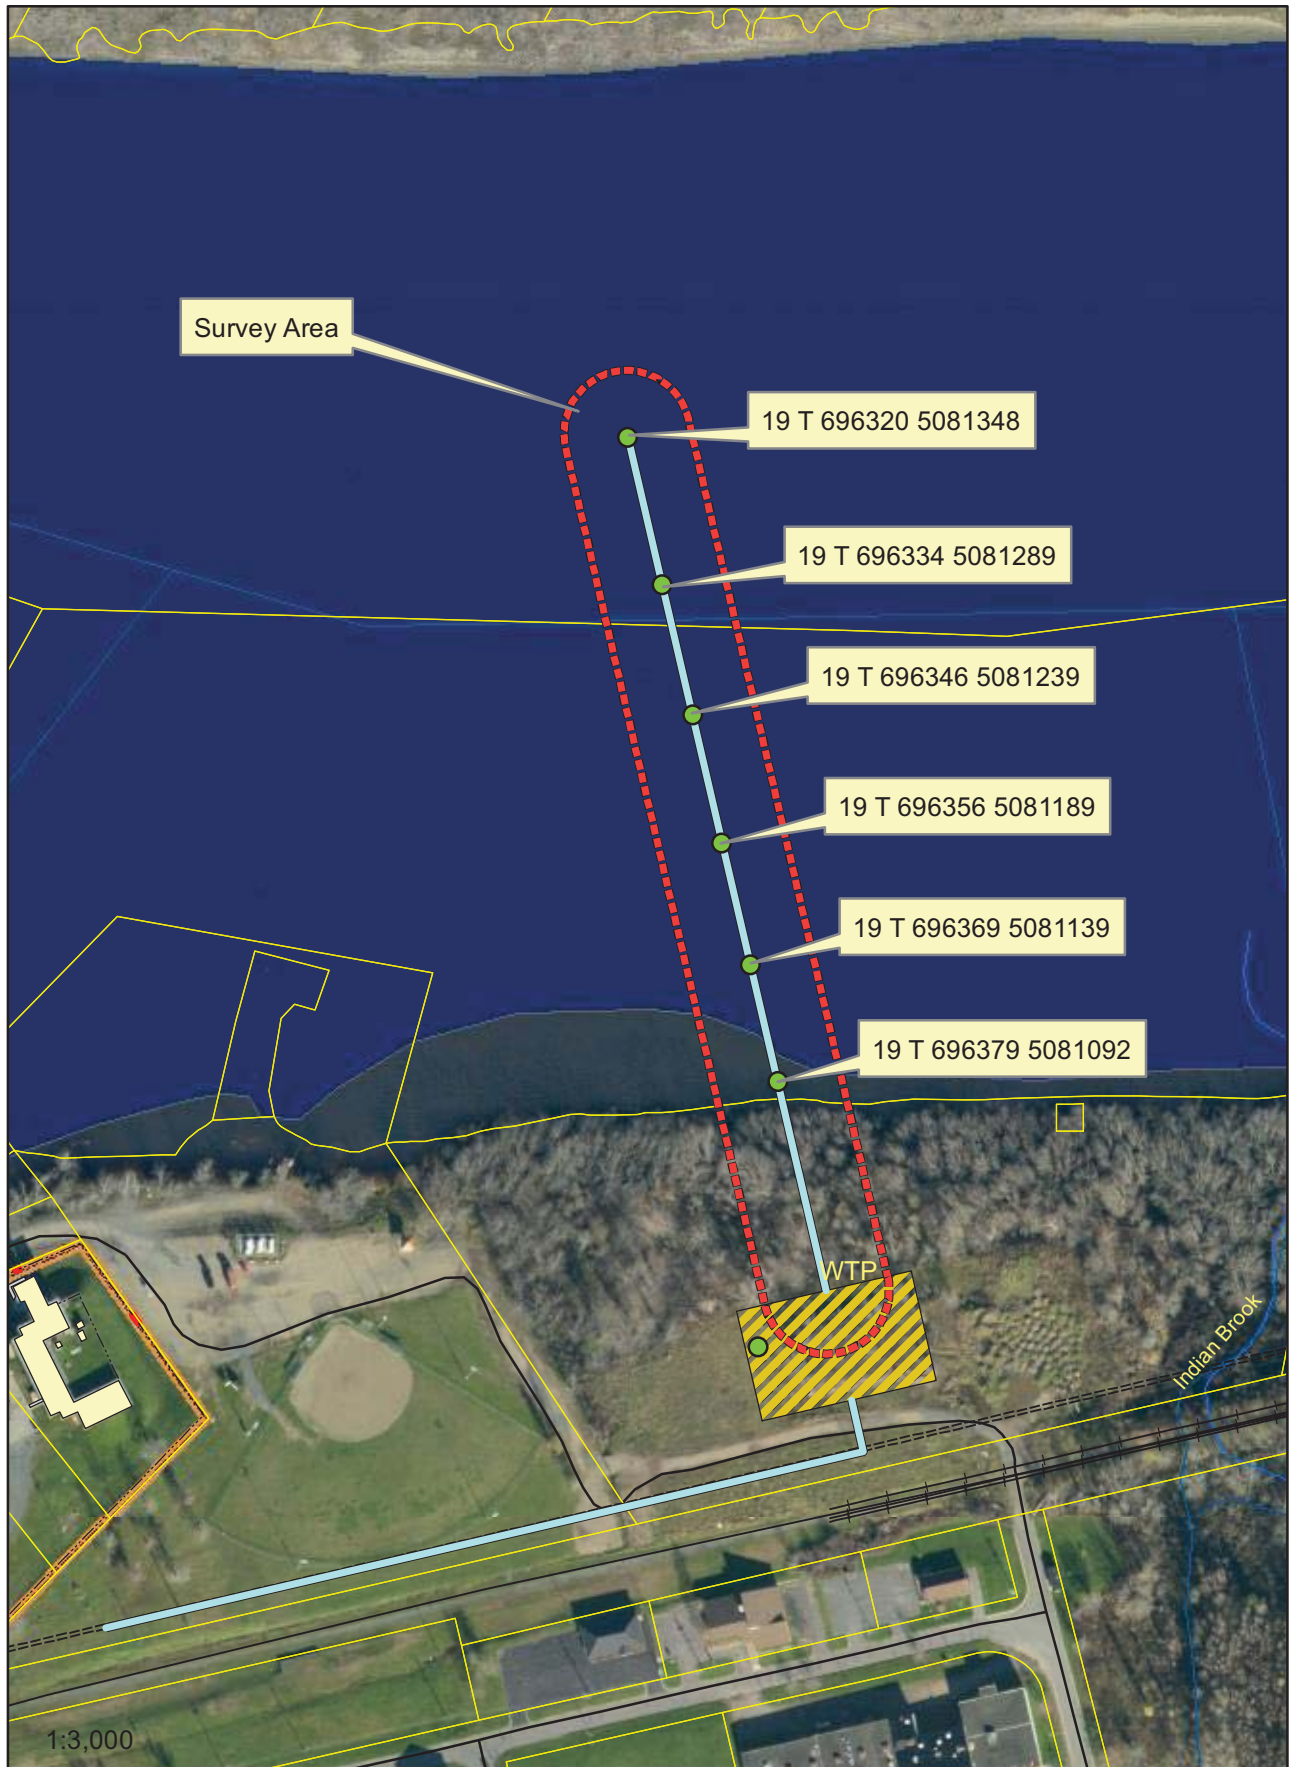 Survey Area
19 T 696320 5081348
19 T 696334 5081289
19 T 696346 5081239
19 T 696356 5081189
19 T 696369 5081139
19 T 696379 5081092
WTP
Indian Brook
1:3,000